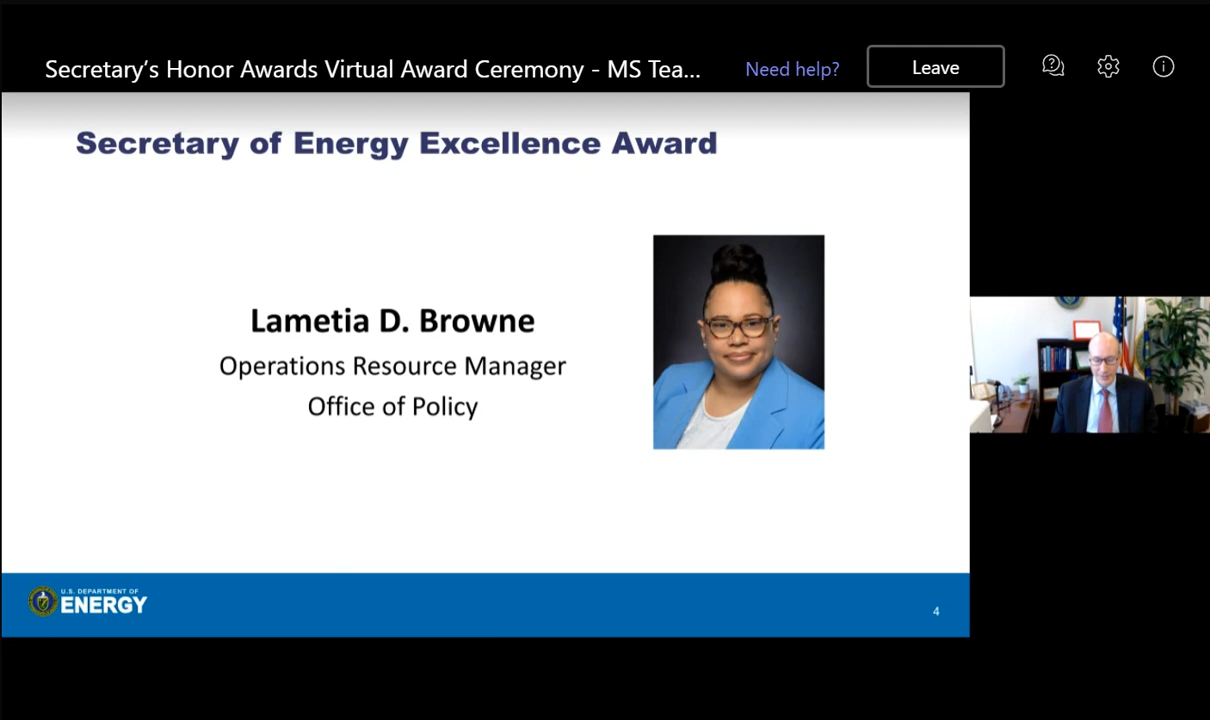 Secretary’s Honor Awards Virtual Award Ceremony - MS Tea...
Need help?
Leave
Secretary of Energy Excellence Award
Lametia D. Browne
Operations Resource Manager
Office of Policy
U.S. DEPARTMENT OF
ENERGY
4